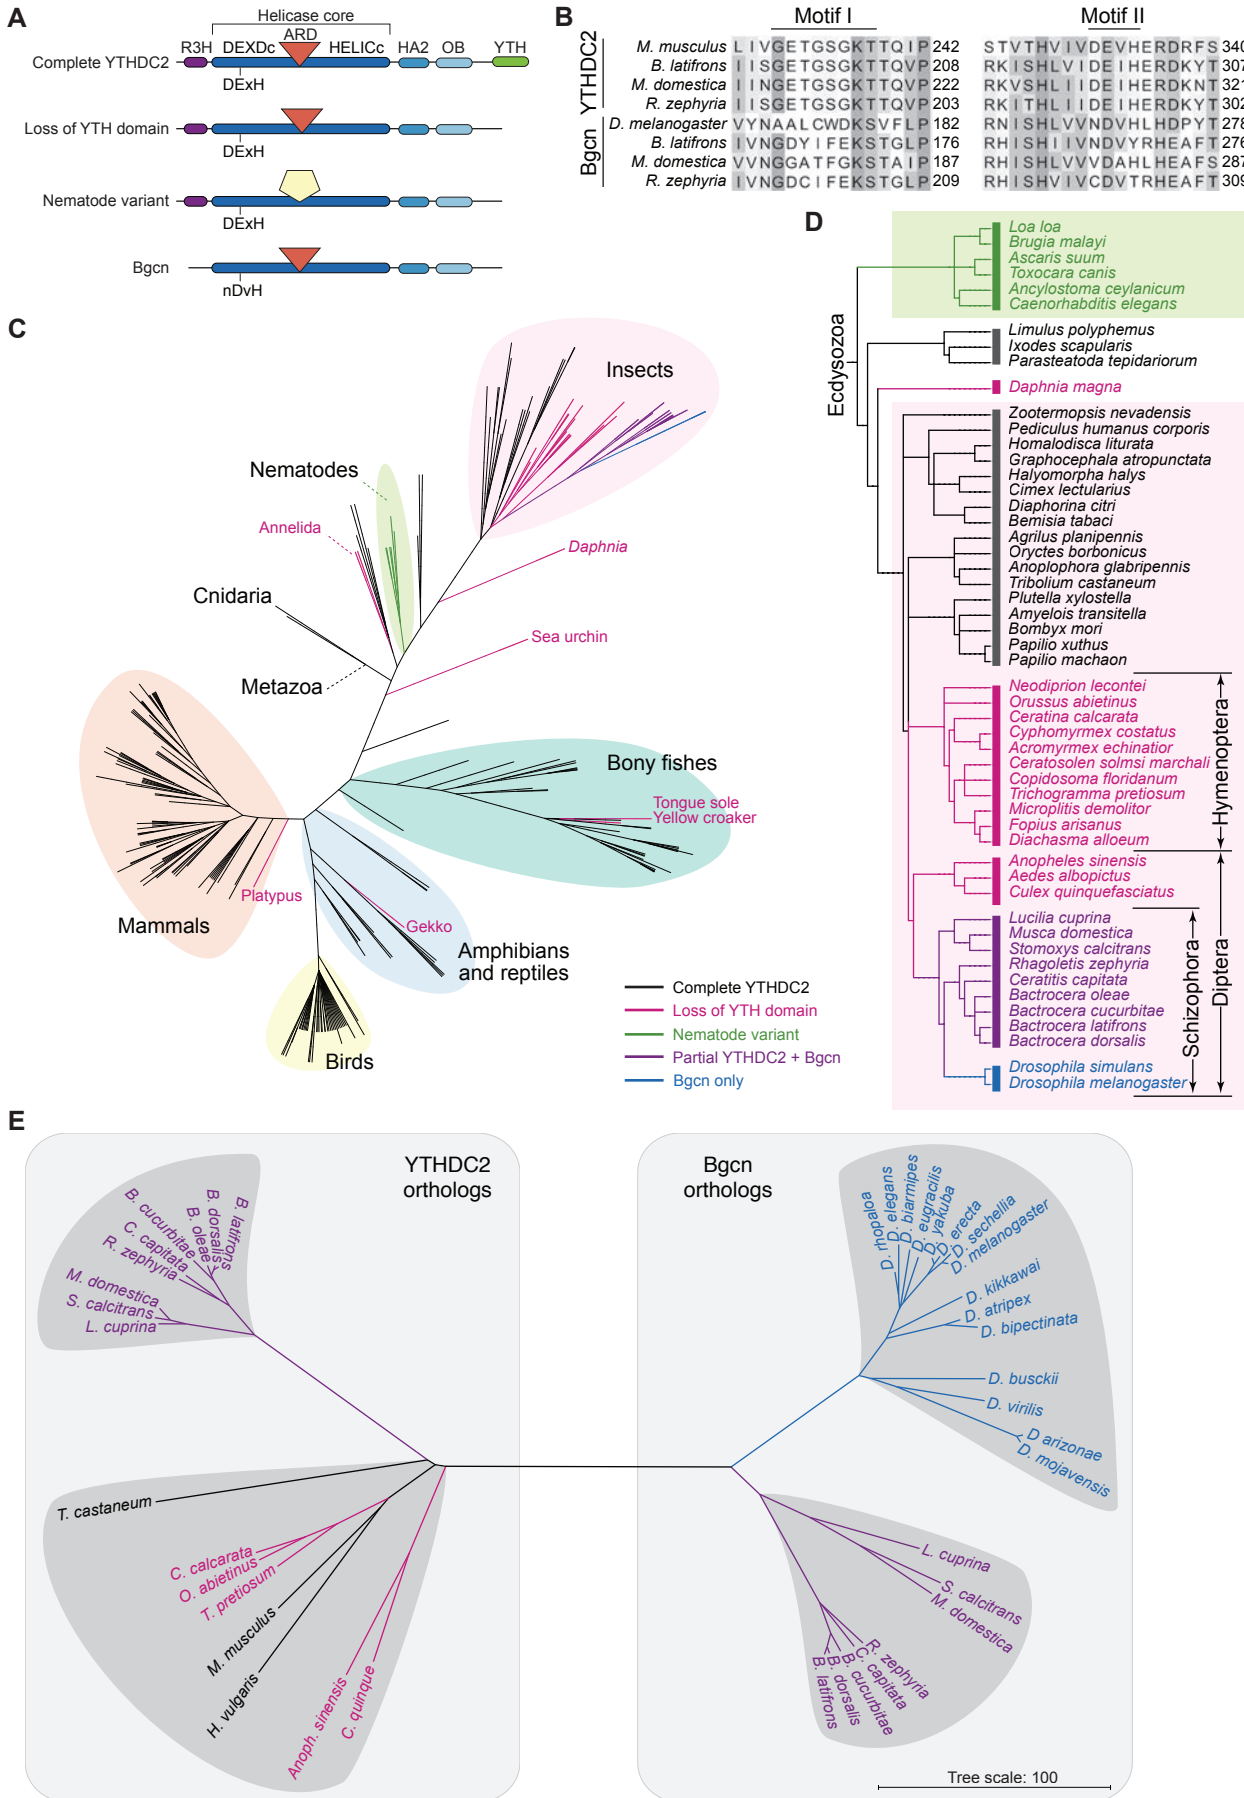 A
Helicase core
R3H DEXDc ARD HELICc HA2 OB YTH
Complete YTHDC2
DExH
Loss of YTH domain
DExH
Nematode variant
DExH
Bgcn
nDvH
B
Motif I Motif II
YTHDC2
M. musculus LIVGETGSGKTTQIP 242 STVTHVIVDEVHERDRFS 340
B. latifrons IISGETGSGKTTQVP 208 RKISHLVIDEIHERDKYT 307
M. domestica IISGETGSGKTTQVP 222 RKVSHLIIDEIHERDKNT 321
R. zephyria IISGETGSGKTTQVP 203 RKITHLIIDEIHERDKYT 302
Bgcn
D. melanogaster VYNAALCWDKSVFLP 182 RNISHLVVNDVHLHDPYT 278
B. latifrons IVNGDYIFEKSTGLP 176 RHISHLIVNDVYRHEAFT 276
M. domestica VVNGGATFGKSTAIP 187 RHISHLVVVDAHLHEAFS 287
R. zephyria IVNGDCIFEKSTGLP 209 RHISHVIVCDVTRHEAFT 309
C
Insects
Nematodes
Annelida
Daphnia
Cnidaria
Sea urchin
Metazoa
Bony fishes
Tongue sole
Yellow croaker
Platypus
Mammals
Gekko
Amphibians
and reptiles
Birds
Complete YTHDC2
Loss of YTH domain
Nematode variant
Partial YTHDC2 + Bgcn
Bgcn only
D
Ecdysozoa
Loa loa
Brugia malayi
Ascaris suum
Toxocara canis
Ancylostoma ceylanicum
Caenorhabditis elegans
Limulus polyphemus
Ixodes scapularis
Parasteatoda tepidariorum
Daphnia magna
Zootermopsis nevadensis
Pediculus humanus corporis
Homalodisca liturata
Graphocephala atropunctata
Halyomorpha halys
Cimex lectularius
Diaphorina citri
Bemisia tabaci
Agrilus planipennis
Oryctes borbonicus
Anoplophora glabripennis
Tribolium castaneum
Plutella xylostella
Amyelois transitella
Bombyx mori
Papilio xuthus
Papilio machaon
Neodiprion lecontei
Orussus abietinus
Ceratina calcarata
Cyphomyrmex costatus
Acromyrmex echinatior
Ceratosolen solmsi marchali
Copidosoma floridanum
Trichogramma pretiosum
Microplitis demolitor
Fopius arisanus
Diachasma alloeum
Anopheles sinensis
Aedes albopictus
Culex quinquefasciatus
Lucilia cuprina
Musca domestica
Stomoxys calcitrans
Rhagoletis zephyria
Ceratitis capitata
Bactrocera oleae
Bactrocera cucurbitae
Bactrocera latifrons
Bactrocera dorsalis
Drosophila simulans
Drosophila melanogaster
Hymenoptera
Diptera
Schizophora
E
YTHDC2
orthologs
B. latifrons
B. dorsalis
B. oleae
B. cucurbitae
C. capitata
R. zephyria
M. domestica
S. calcitrans
L. cuprina
T. castaneum
C. calcarata
O. abietinus
T. pretiosum
M. musculus
H. vulgaris
Anoph. sinensis
C. quinque
Bgcn
orthologs
D. rhopaloa
D. elegans
D. biarmipes
D. eugracilis
D. yakuba
D. erecta
D. sechellia
D. melanogaster
D. kikkawai
D. atripex
D. bipectinata
D. busckii
D. virilis
D arizonae
D. mojavensis
L. cuprina
S. calcitrans
M. domestica
R. zephyria
C. capitata
B. cucurbitae
B. dorsalis
B. latifrons
Tree scale: 100